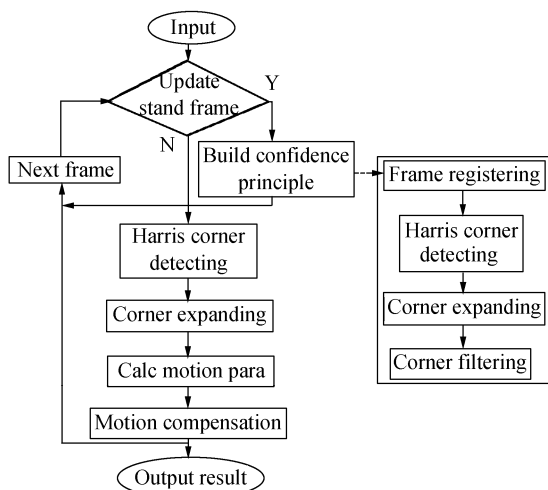 Input
Update
stand frame
Y
N
Next frame
Build confidence
principle
Harris corner
detecting
Corner expanding
Calc motion para
Motion compensation
Output result
Frame registering
Harris corner
detecting
Corner expanding
Corner filtering